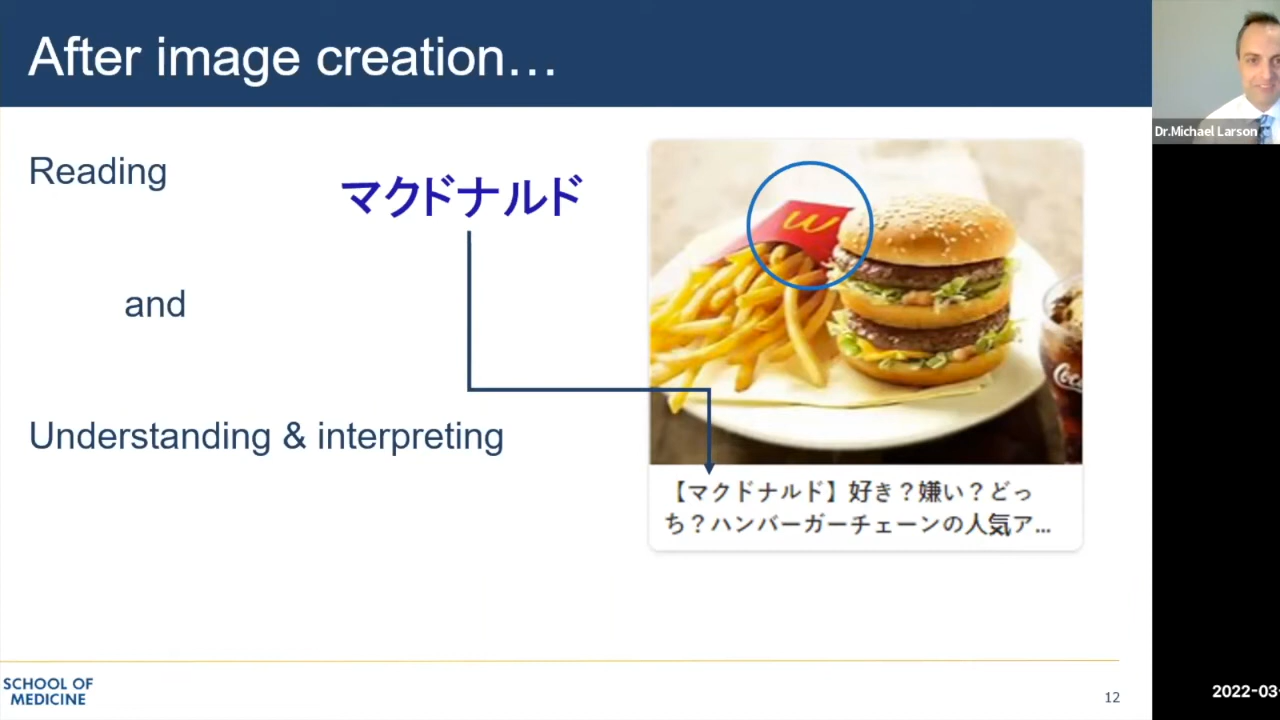 After image creation...
Reading
マクドナルド
and
Understanding & interpreting
【マクドナルド】好き?嫌い?どっ
ち?ハンバーガーチェーンの人気ア...
SCHOOL OF
MEDICINE
12
Dr.Michael Larson
2022-03-